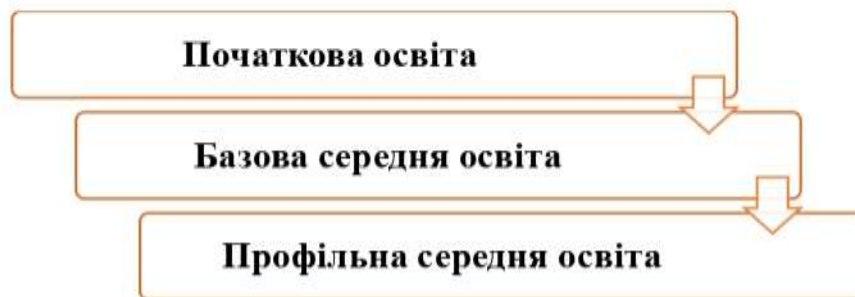 Початкова освіта
Базова середня освіта
Профільна середня освіта